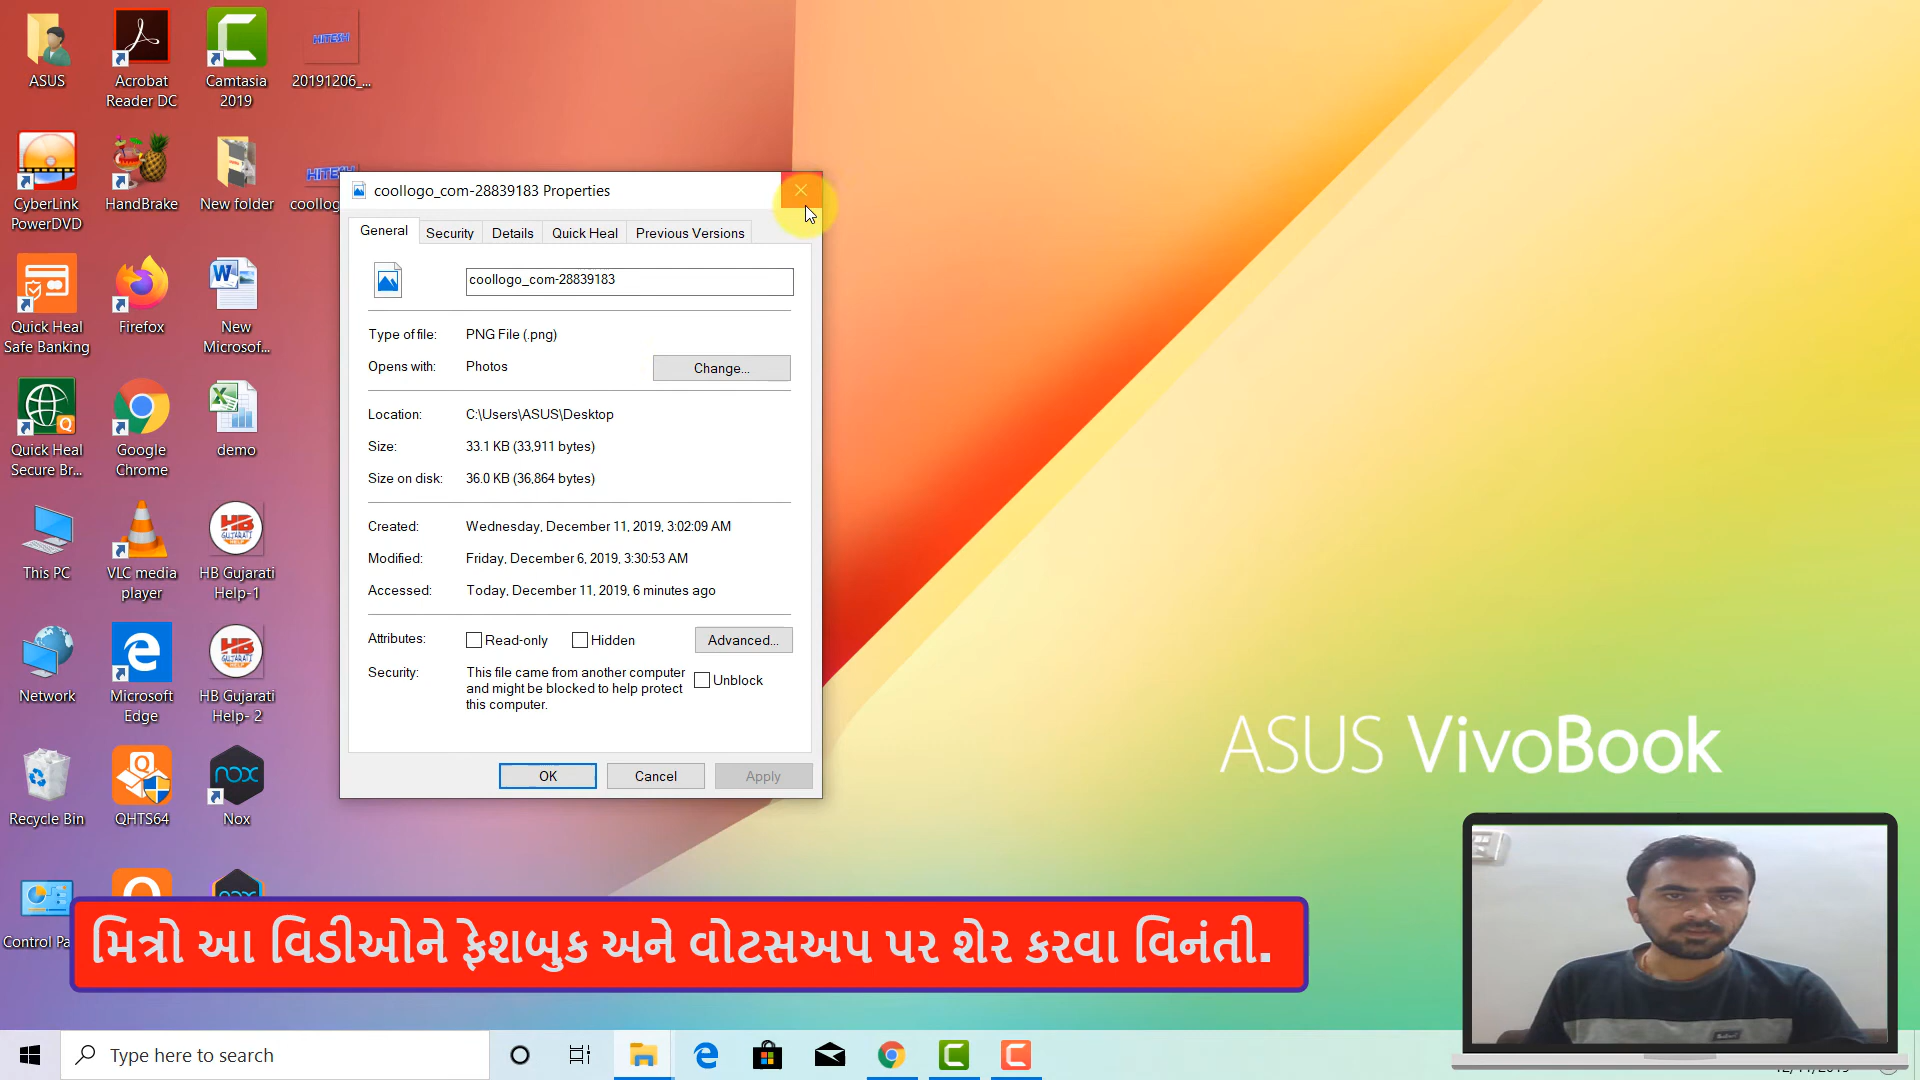 ASUS
Acrobat
Reader DC
Camtasia
2019
HITESH
20191206_...
CyberLink
PowerDVD
HandBrake
New folder
HITESH
coollog
Quick Heal
Safe Banking
Firefox
New
Microsof...
Quick Heal
Secure Br...
Google
Chrome
demo
This PC
VLC media
player
HB Gujarati
Help-1
Network
Microsoft
Edge
HB Gujarati
Help- 2
Recycle Bin
QHTS64
nox
Nox
Control Pa
coollogo_com-28839183 Properties
General
Security
Details
Quick Heal
Previous Versions
coollogo_com-28839183
Type of file: PNG File (.png)
Opens with: Photos
Change...
Location: C:\Users\ASUS\Desktop
Size: 33.1 KB (33,911 bytes)
Size on disk: 36.0 KB (36,864 bytes)
Created: Wednesday, December 11, 2019, 3:02:09 AM
Modified: Friday, December 6, 2019, 3:30:53 AM
Accessed: Today, December 11, 2019, 6 minutes ago
Attributes: Read-only Hidden Advanced...
Security: This file came from another computer
and might be blocked to help protect
this computer.
Unblock
OK
Cancel
Apply
ASUS VivoBook
મિત્રો આ વિડીઓને ફેશબુક અને વોટસઅપ પર શેર કરવા વિનંતી.
Type here to search